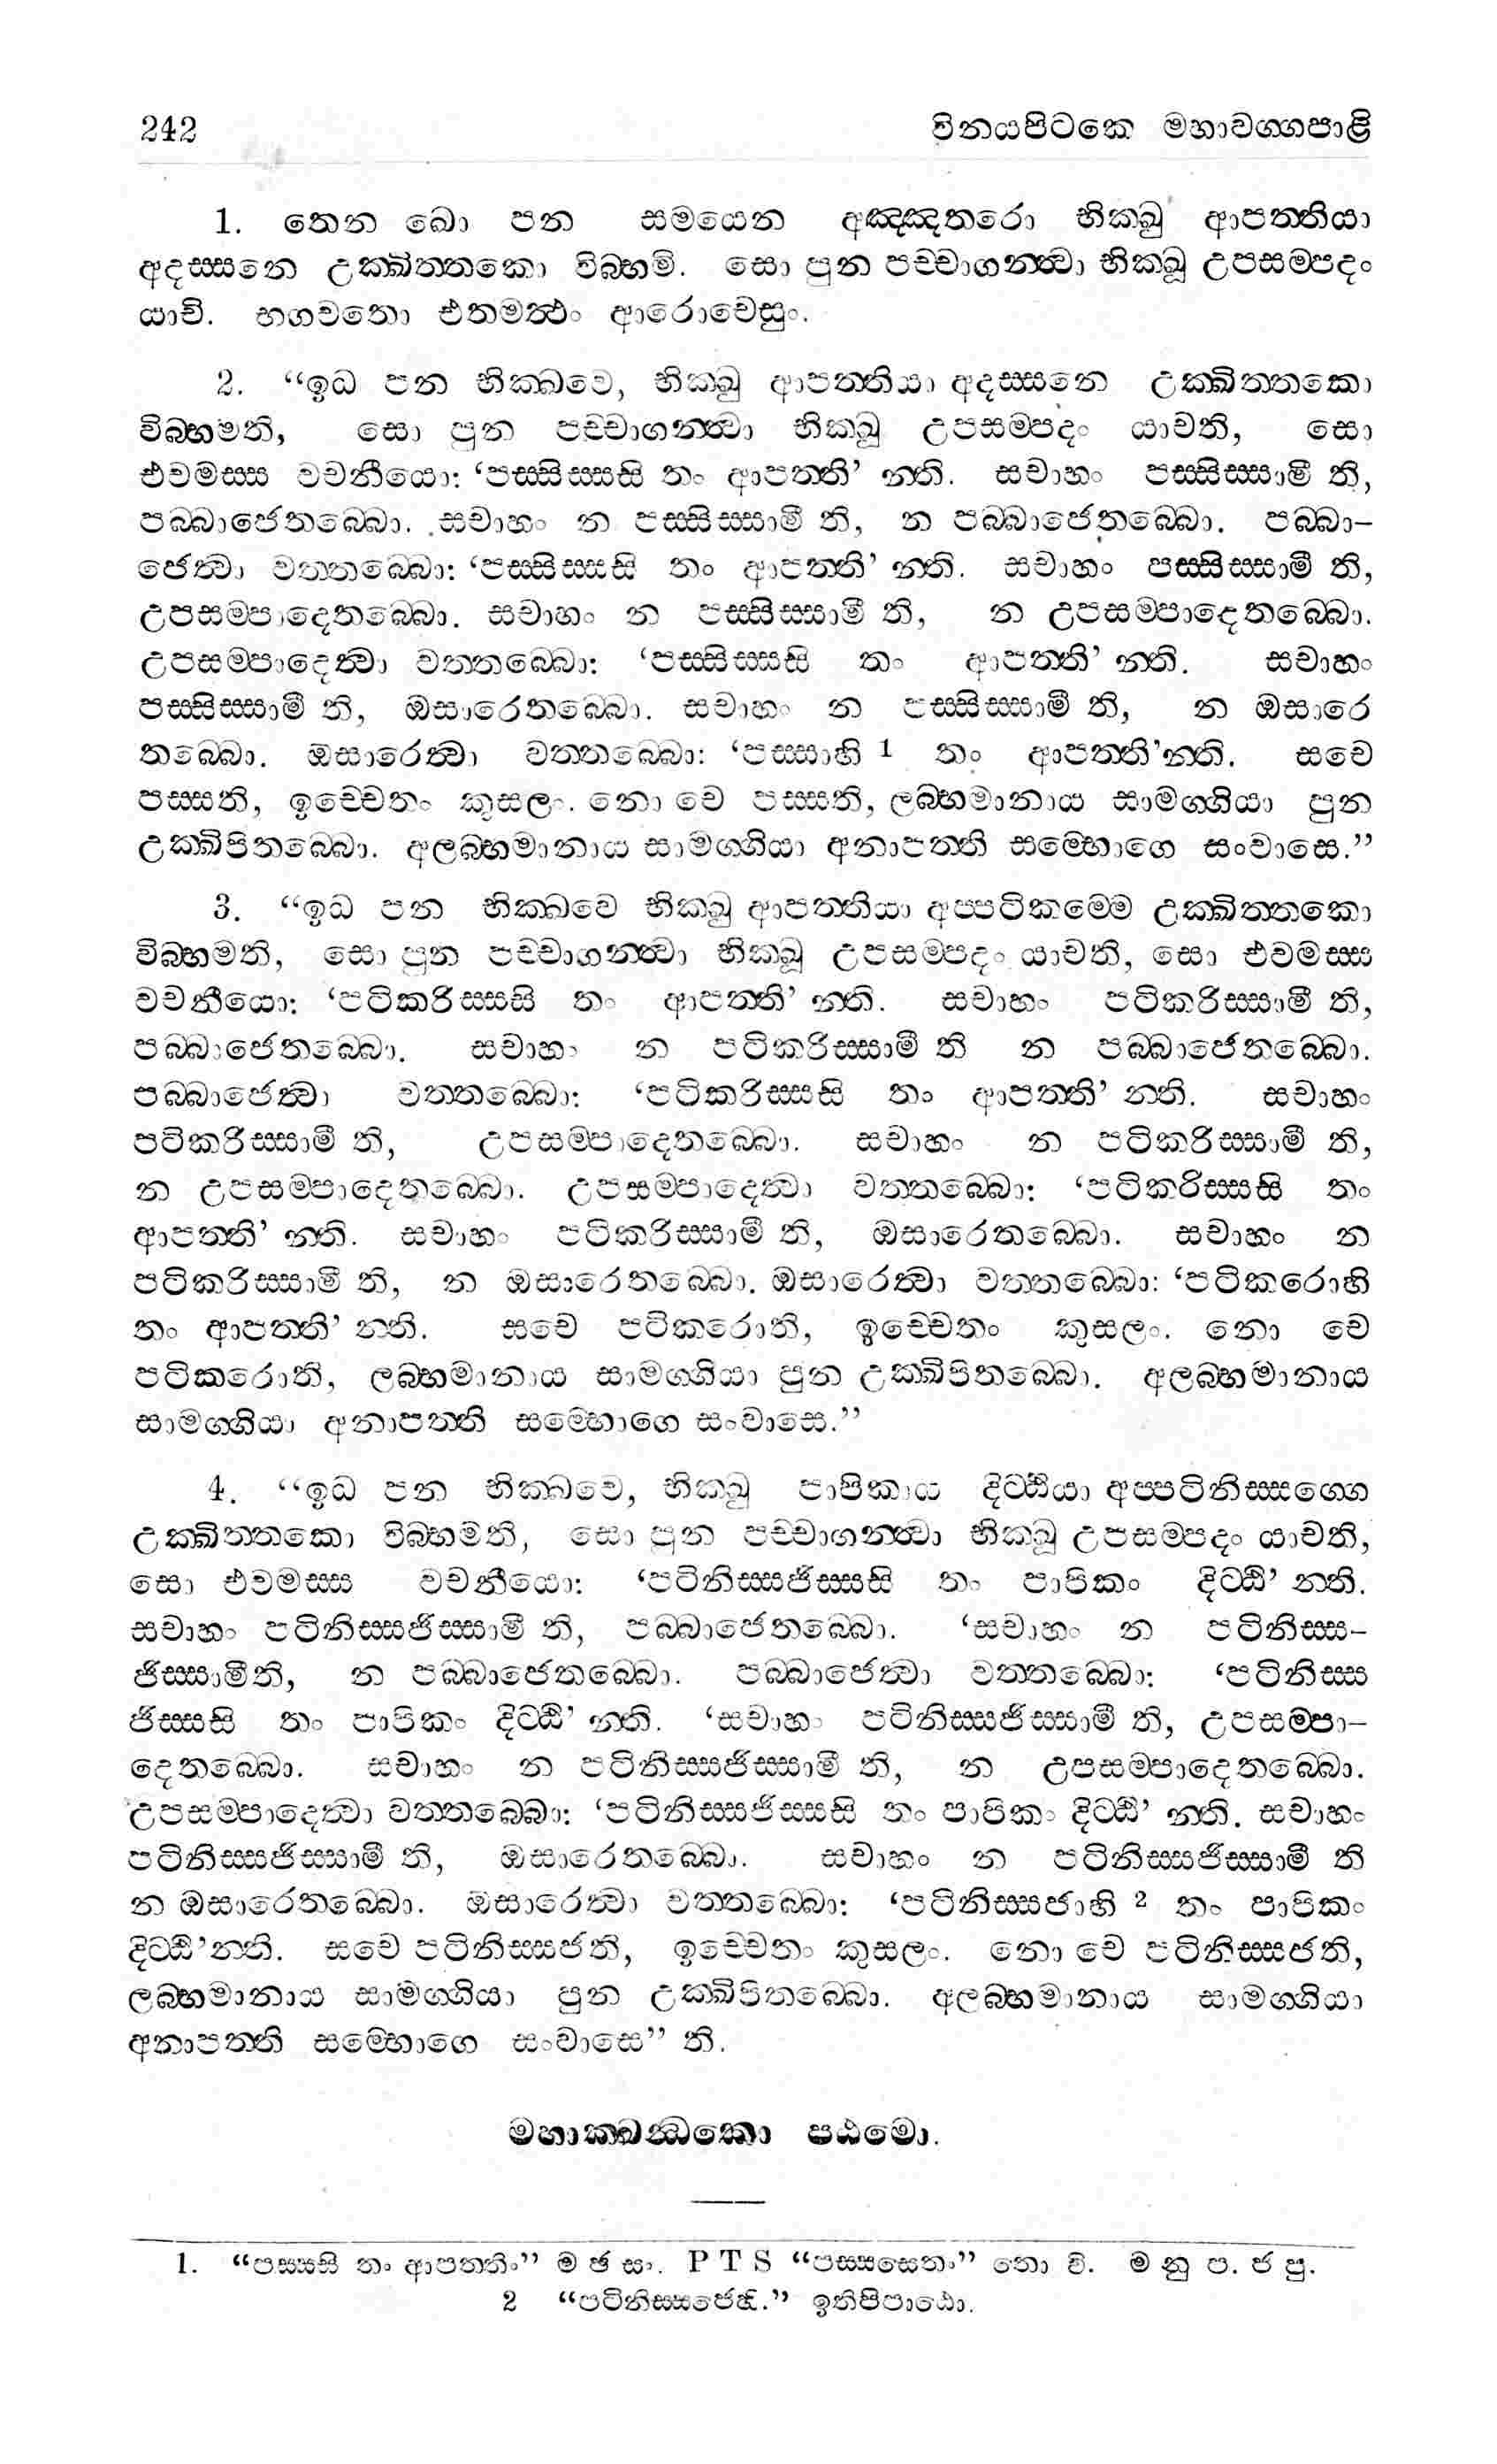 242 විනයපිටකෙ මහාවග්ගපාළි
1. තෙන ඛො පන සමයෙන අඤ්ඤතරො භික්ඛු ආපත්තියා
අදස්සනෙ උක්ඛිත්තකො විබ්භමි. සො පුන පච්චාගන්ත්වා භික්ඛූ උපසම්පදං
යාචි. භගවතො එතමත්ථං ආරොචෙසුං.
2. “ඉධ පන භික්ඛවෙ, භික්ඛු ආපත්තියා අදස්සනෙ උක්ඛිත්තකො
විබ්භමති, සො පුන පච්චාගන්ත්වා භික්ඛූ උපසම්පදං යාචති, සො
එවමස්ස වචනීයො: ‘පස්සිස්සසි තං ආපත්ති’ න්ති. සචාහං පස්සිස්සාමී ති,
පබ්බාජෙතබ්බො. සචාහං න පස්සිස්සාමී ති, න පබ්බාජෙතබ්බො. පබ්බා-
ජෙත්වා වත්තබ්බො: ‘පස්සිස්සසි තං ආපත්ති’ න්ති. සචාහං පස්සිස්සාමී ති,
උපසම්පාදෙතබ්බො. සචාහං න පස්සිස්සාමී ති, න උපසම්පාදෙතබ්බො.
උපසම්පාදෙත්වා වත්තබ්බො: ‘පස්සිස්සසි තං ආපත්ති’ න්ති. සචාහං
පස්සිස්සාමී ති, ඔසාරෙතබ්බො. සචාහං න පස්සිස්සාමී ති, න ඔසාරෙ
තබ්බො. ඔසාරෙත්වා වත්තබ්බො: ‘පස්සාහි 1 තං ආපත්ති’න්ති. සචෙ
පස්සති, ඉච්චෙතං කුසලං. නො චෙ පස්සති, ලබ්භමානාය සාමග්ගියා පුන
උක්ඛිපිතබ්බො. අලබ්භමානාය සාමග්ගියා අනාපත්ති සම්භොගෙ සංවාසෙ.”
3. “ඉධ පන භික්ඛවෙ භික්ඛු ආපත්තියා අප්පටිකම්මෙ උක්ඛිත්තකො
විබ්භමති, සො පුන පච්චාගන්ත්වා භික්ඛූ උපසම්පදං යාචති, සො එවමස්ස
වචනීයො: ‘පටිකරිස්සසි තං ආපත්ති’ න්ති. සචාහං පටිකරිස්සාමී ති,
පබ්බාජෙතබ්බො. සචාහං න පටිකරිස්සාමී ති න පබ්බාජෙතබ්බො.
පබ්බාජෙත්වා වත්තබ්බො: ‘පටිකරිස්සසි තං ආපත්ති’ න්ති. සචාහං
පටිකරිස්සාමී ති, උපසම්පාදෙතබ්බො. සචාහං න පටිකරිස්සාමී ති,
න උපසම්පාදෙතබ්බො. උපසම්පාදෙත්වා වත්තබ්බො: ‘පටිකරිස්සසි තං
ආපත්ති’ න්ති. සචාහං පටිකරිස්සාමී ති, ඔසාරෙතබ්බො. සචාහං න
පටිකරිස්සාමී ති, න ඔසාරෙතබ්බො. ඔසාරෙත්වා වත්තබ්බො: ‘පටිකරොහි
තං ආපත්ති’ න්ති. සචෙ පටිකරොති, ඉච්චෙතං කුසලං. නො චෙ
පටිකරොති, ලබ්භමානාය සාමග්ගියා පුන උක්ඛිපිතබ්බො. අලබ්භමානාය
සාමග්ගියා අනාපත්ති සම්භොගෙ සංවාසෙ.”
4. “ඉධ පන භික්ඛවෙ, භික්ඛු පාපිකාය දිට්ඨියා අප්පටිනිස්සග්ගෙ
උක්ඛිත්තකො විබ්භමති, සො පුන පච්චාගන්ත්වා භික්ඛූ උපසම්පදං යාචති,
සො එවමස්ස වචනීයො: ‘පටිනිස්සජිස්සසි තං පාපිකං දිට්ඨි’ න්ති.
සචාහං පටිනිස්සජිස්සාමී ති, පබ්බාජෙතබ්බො. ‘සචාහං න පටිනිස්ස-
ජිස්සාමීති, න පබ්බාජෙතබ්බො. පබ්බාජෙත්වා වත්තබ්බො: ‘පටිනිස්ස
ජිස්සසි තං පාපිකං දිට්ඨි’ න්ති. ‘සචාහං පටිනිස්සජිස්සාමී ති, උපසම්පා-
දෙතබ්බො. සචාහං න පටිනිස්සජිස්සාමී ති, න උපසම්පාදෙතබ්බො.
උපසම්පාදෙත්වා වත්තබ්බො: ‘පටිනිස්සජිස්සසි තං පාපිකං දිට්ඨි’ න්ති. සචාහං
පටිනිස්සජිස්සාමී ති, ඔසාරෙතබ්බො. සචාහං න පටිනිස්සජිස්සාමී ති
න ඔසාරෙතබ්බො. ඔසාරෙත්වා වත්තබ්බො: ‘පටිනිස්සජාහි 2 තං පාපිකං
දිට්ඨි’න්ති. සචෙ පටිනිස්සජති, ඉච්චෙතං කුසලං. නො චෙ පටිනිස්සජති,
ලබ්භමානාය සාමග්ගියා පුන උක්ඛිපිතබ්බො. අලබ්භමානාය සාමග්ගියා
අනාපත්ති සම්භොගෙ සංවාසෙ” ති.
මහාක්ඛන්ධකො පඨමො.
1. “පස්සසි තං ආපත්තිං” ම ඡ සං. P T S “පස්සසෙතං” තො වි. ම නු ප. ජ පු.
2 “පටිනිස්සජෙහි.” ඉතිපිපාඨො.